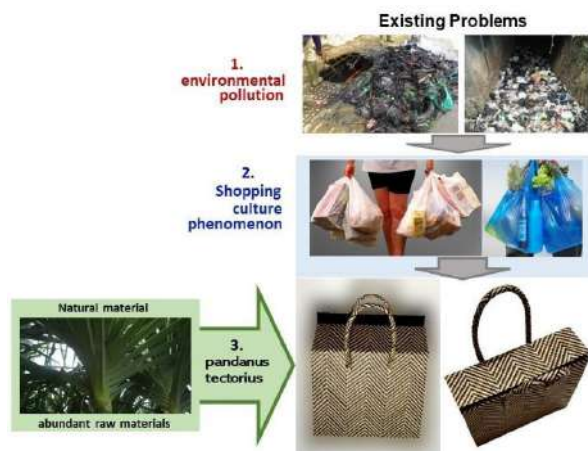 Existing Problems
1.
environmental
pollution
2.
Shopping
culture
phenomenon
Natural material
3.
pandanus
tectorius
abundant raw materials